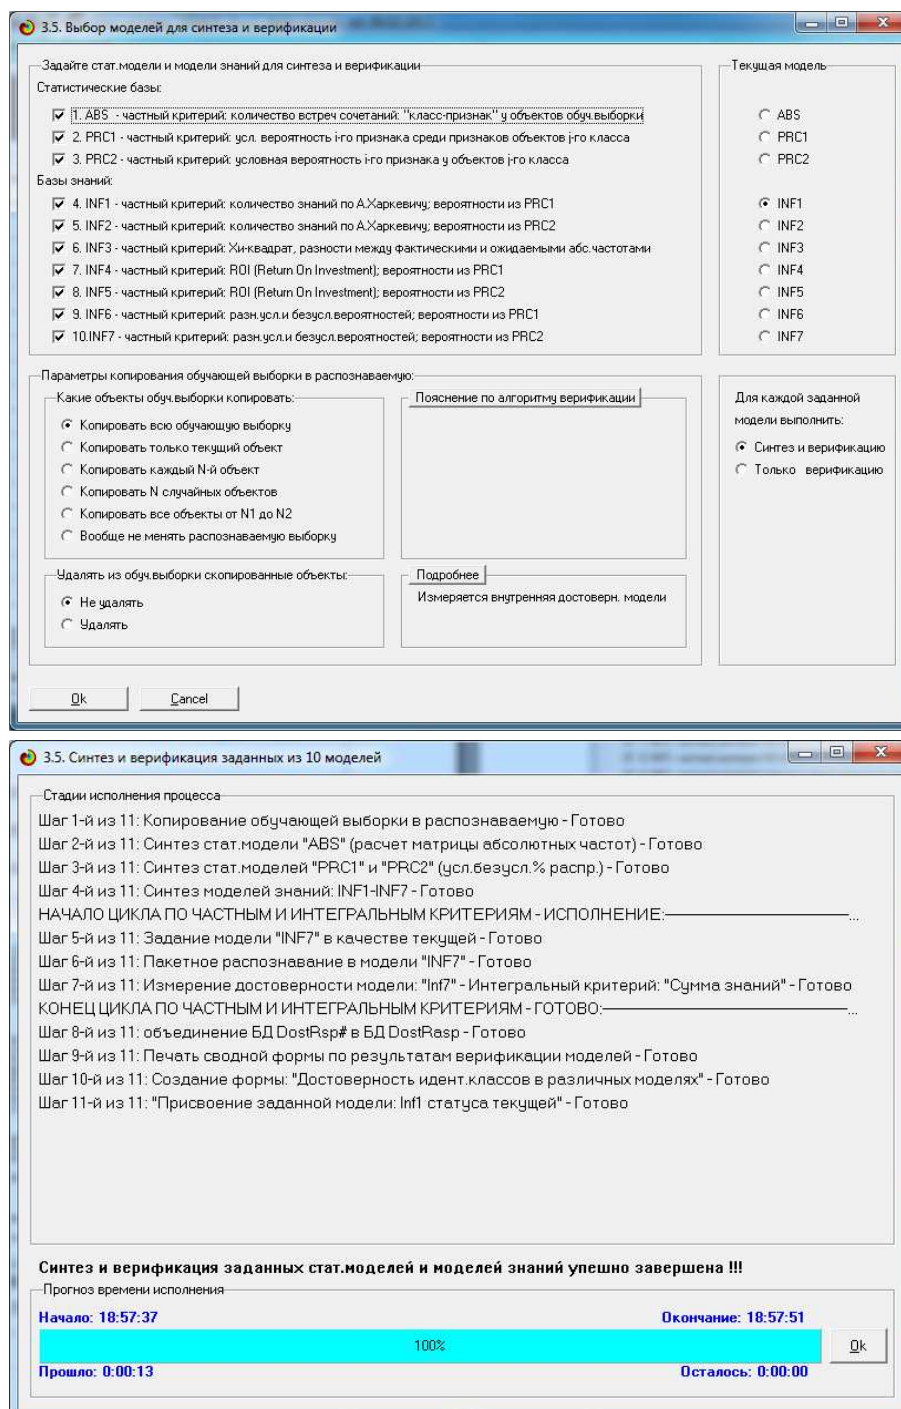 3.5. Выбор моделей для синтеза и верификации
Задайте стат.модели и модели знаний для синтеза и верификации
Статистические базы:
1. ABS - частный критерий: количество встреч сочетаний: "класс-признак" у объектов обуч.выборки
2. PRC1 - частный критерий: усл. вероятность i-го признака среди признаков объектов j-го класса
3. PRC2 - частный критерий: условная вероятность i-го признака у объектов j-го класса
Базы знаний:
4. INF1 - частный критерий: количество знаний по А.Харкевичу; вероятности из PRC1
5. INF2 - частный критерий: количество знаний по А.Харкевичу; вероятности из PRC2
6. INF3 - частный критерий: Хи-квадрат, разности между фактическими и ожидаемыми абс.частотами
7. INF4 - частный критерий: ROI (Return On Investment); вероятности из PRC1
8. INF5 - частный критерий: ROI (Return On Investment); вероятности из PRC2
9. INF6 - частный критерий: разн.усл.и безусл.вероятностей; вероятности из PRC1
10.INF7 - частный критерий: разн.усл.и безусл.вероятностей; вероятности из PRC2
Текущая модель
ABS
PRC1
PRC2
INF1
INF2
INF3
INF4
INF5
INF6
INF7
Параметры копирования обучающей выборки в распознаваемую:
Какие объекты обуч.выборки копировать:
Копировать всю обучающую выборку
Копировать только текущий объект
Копировать каждый N-й объект
Копировать N случайных объектов
Копировать все объекты от N1 до N2
Вообще не менять распознаваемую выборку
Пояснение по алгоритму верификации
Удалять из обуч.выборки скопированные объекты:
Не удалять
Удалять
Подробнее
Измеряется внутренняя достоверн. модели
Для каждой заданной
модели выполнить:
Синтез и верификацию
Только верификацию
Ok
Cancel
3.5. Синтез и верификация заданных из 10 моделей
Стадии исполнения процесса
Шаг 1-й из 11: Копирование обучающей выборки в распознаваемую - Готово
Шаг 2-й из 11: Синтез стат.модели "ABS" (расчет матрицы абсолютных частот) - Готово
Шаг 3-й из 11: Синтез стат.моделей "PRC1" и "PRC2" (усл.безусл.% распр.) - Готово
Шаг 4-й из 11: Синтез моделей знаний: INF1-INF7 - Готово
НАЧАЛО ЦИКЛА ПО ЧАСТНЫМ И ИНТЕГРАЛЬНЫМ КРИТЕРИЯМ - ИСПОЛНЕНИЕ:————————...
Шаг 5-й из 11: Задание модели "INF7" в качестве текущей - Готово
Шаг 6-й из 11: Пакетное распознавание в модели "INF7" - Готово
Шаг 7-й из 11: Измерение достоверности модели: "Inf7" - Интегральный критерий: "Сумма знаний" - Готово
КОНЕЦ ЦИКЛА ПО ЧАСТНЫМ И ИНТЕГРАЛЬНЫМ КРИТЕРИЯМ - ГОТОВО:———————————...
Шаг 8-й из 11: объединение БД DostRsp# в БД DostRasp - Готово
Шаг 9-й из 11: Печать сводной формы по результатам верификации моделей - Готово
Шаг 10-й из 11: Создание формы: "Достоверность идент.классов в различных моделях" - Готово
Шаг 11-й из 11: "Присвоение заданной модели: Inf1 статуса текущей" - Готово
Синтез и верификация заданных стат.моделей и моделей знаний упешно завершена !!!
Прогноз времени исполнения
Начало: 18:57:37
Окончание: 18:57:51
100%
Ok
Прошло: 0:00:13
Осталось: 0:00:00